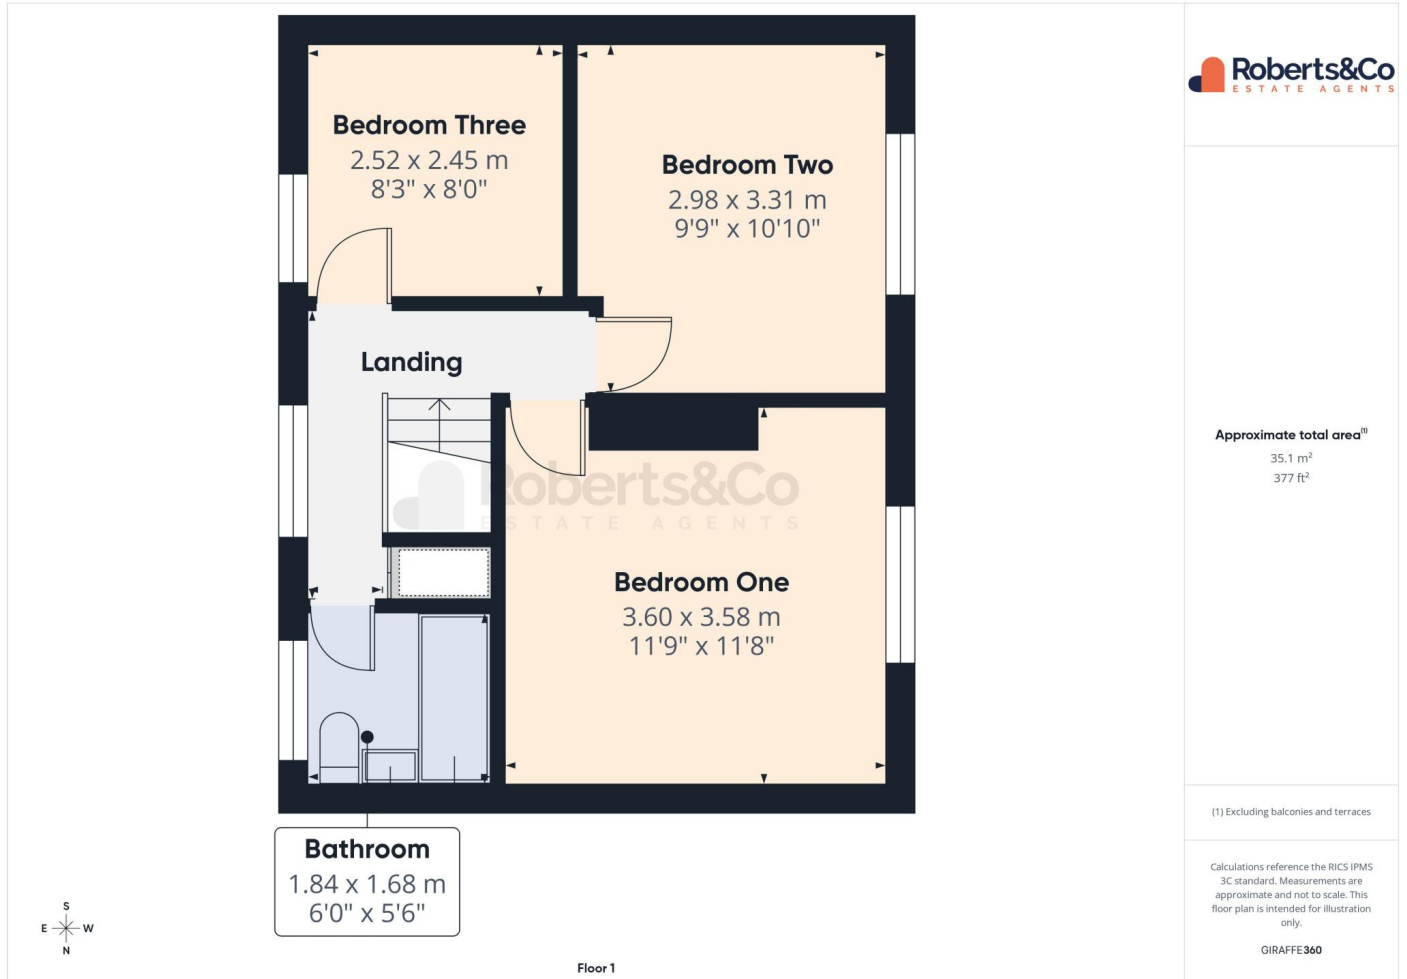 Roberts&Co
ESTATE AGENTS
Bedroom Three
2.52 x 2.45 m
8'3" x 8'0"
Bedroom Two
2.98 x 3.31 m
9'9" x 10'10"
Landing
Roberts&Co
ESTATE AGENTS
Bedroom One
3.60 x 3.58 m
11'9" x 11'8"
Bathroom
1.84 x 1.68 m
6'0" x 5'6"
S
E W
N
Floor 1
Approximate total area⁽¹⁾
35.1 m²
377 ft²
(1) Excluding balconies and terraces
Calculations reference the RICS IPMS
3C standard. Measurements are
approximate and not to scale. This
floor plan is intended for illustration
only.
GIRAFFE360